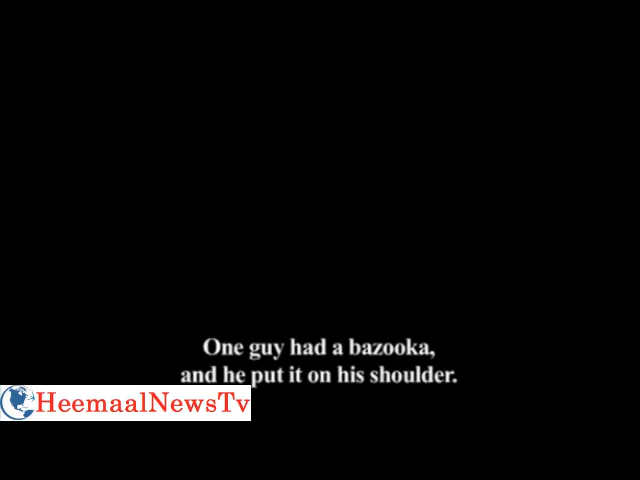 One guy had a bazooka,
and he put it on his shoulder.
HeemaalNewsTv